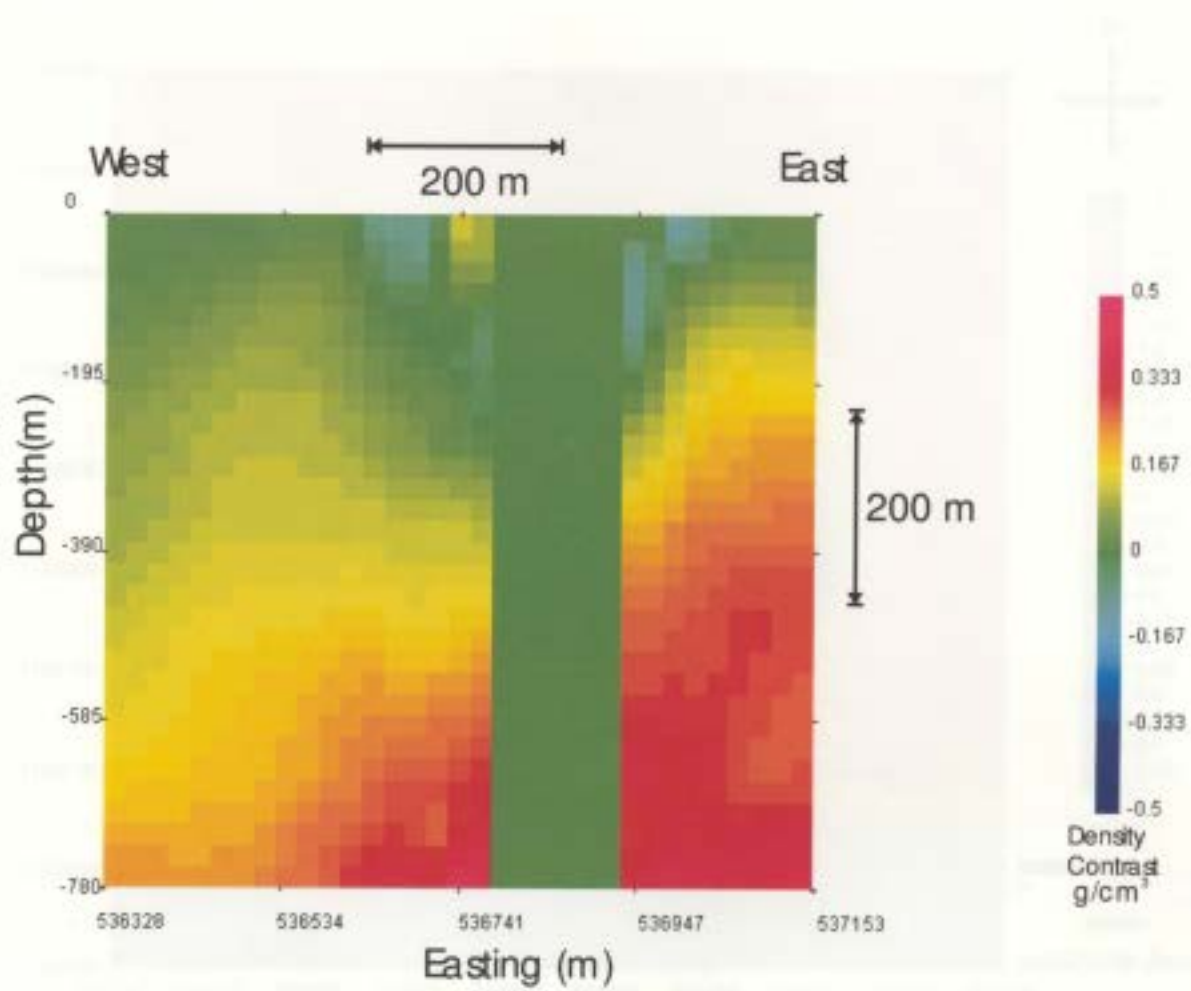 West
East
200 m
0
-195
-390
-585
-780
Depth(m)
200 m
536328
536534
536741
536947
537153
Easting (m)
0.5
0.333
0.167
0
-0.167
-0.333
-0.5
Density
Contrast
g/cm³